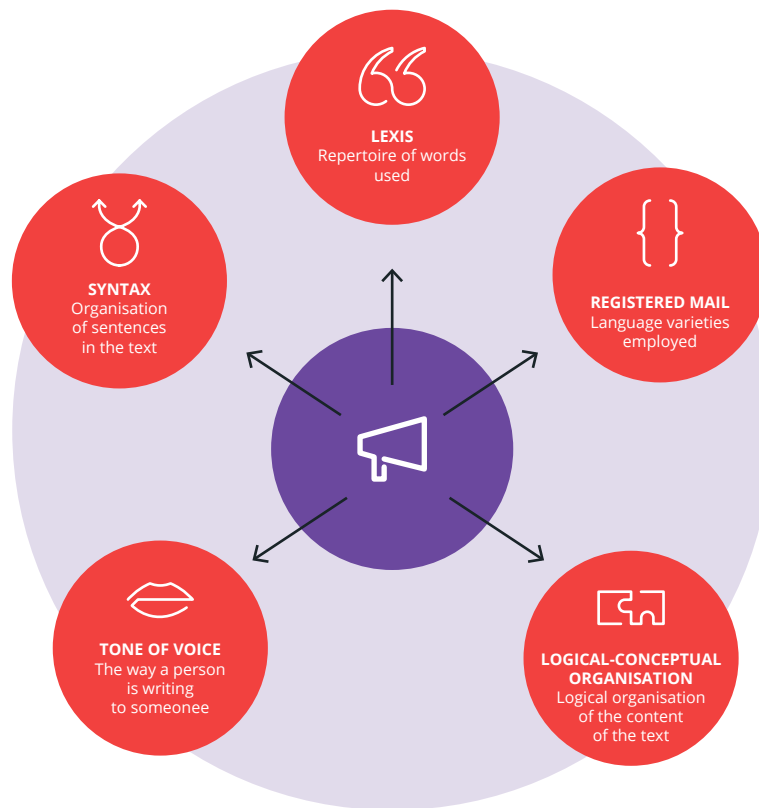 LEXIS
Repertoire of words
used
SYNTAX
Organisation
of sentences
in the text
REGISTERED MAIL
Language varieties
employed
TONE OF VOICE
The way a person
is writing
to someonee
LOGICAL-CONCEPTUAL
ORGANISATION
Logical organisation
of the content
of the text